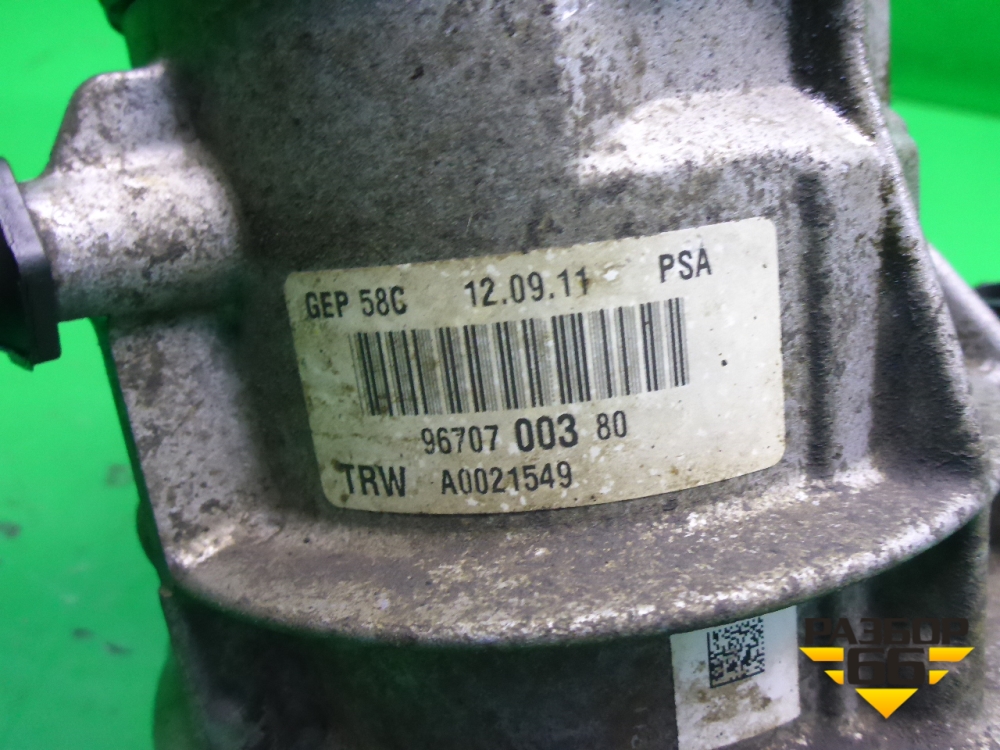 GEP 58C 12.09.11 PSA
96707 003 80
TRW A0021549
РАЗБОР
66